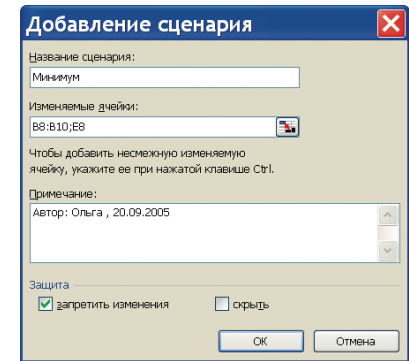 Добавление сценария
Название сценария:
Минимум
Изменяемые ячейки:
B8:B10;E8
Чтобы добавить несмежную изменяемую
ячейку, укажите ее при нажатой клавише Ctrl.
Примечание:
Автор: Ольга , 20.09.2005
Защита
запретить изменения скрыть
ОК Отмена